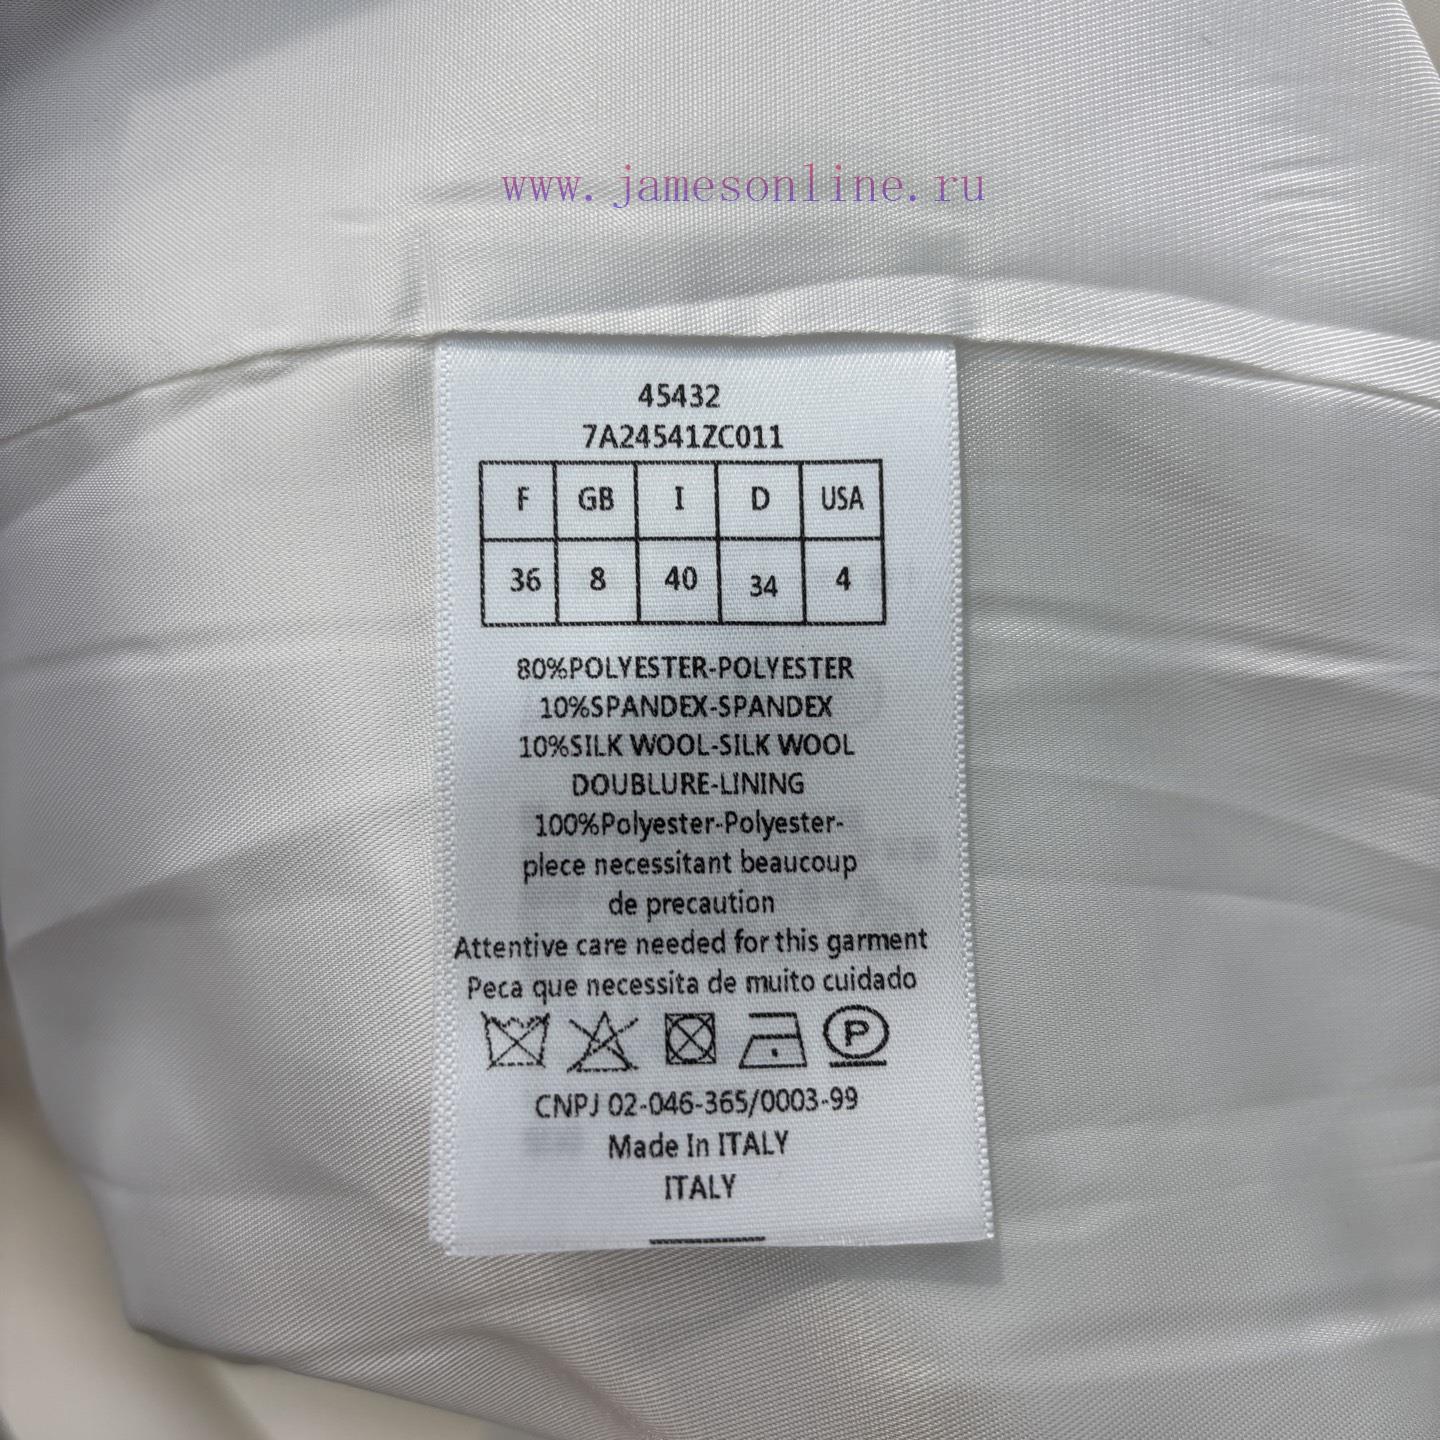 www.jamesonline.ru
45432
7A24541ZC011
F GB I D USA
36 8 40 34 4
80%POLYESTER-POLYESTER
10%SPANDEX-SPANDEX
10%SILK WOOL-SILK WOOL
DOUBLURE-LINING
100%Polyester-Polyester-
plece necessitant beaucoup
de precaution
Attentive care needed for this garment
Peca que necessita de muito cuidado
P
CNPJ 02-046-365/0003-99
Made In ITALY
ITALY